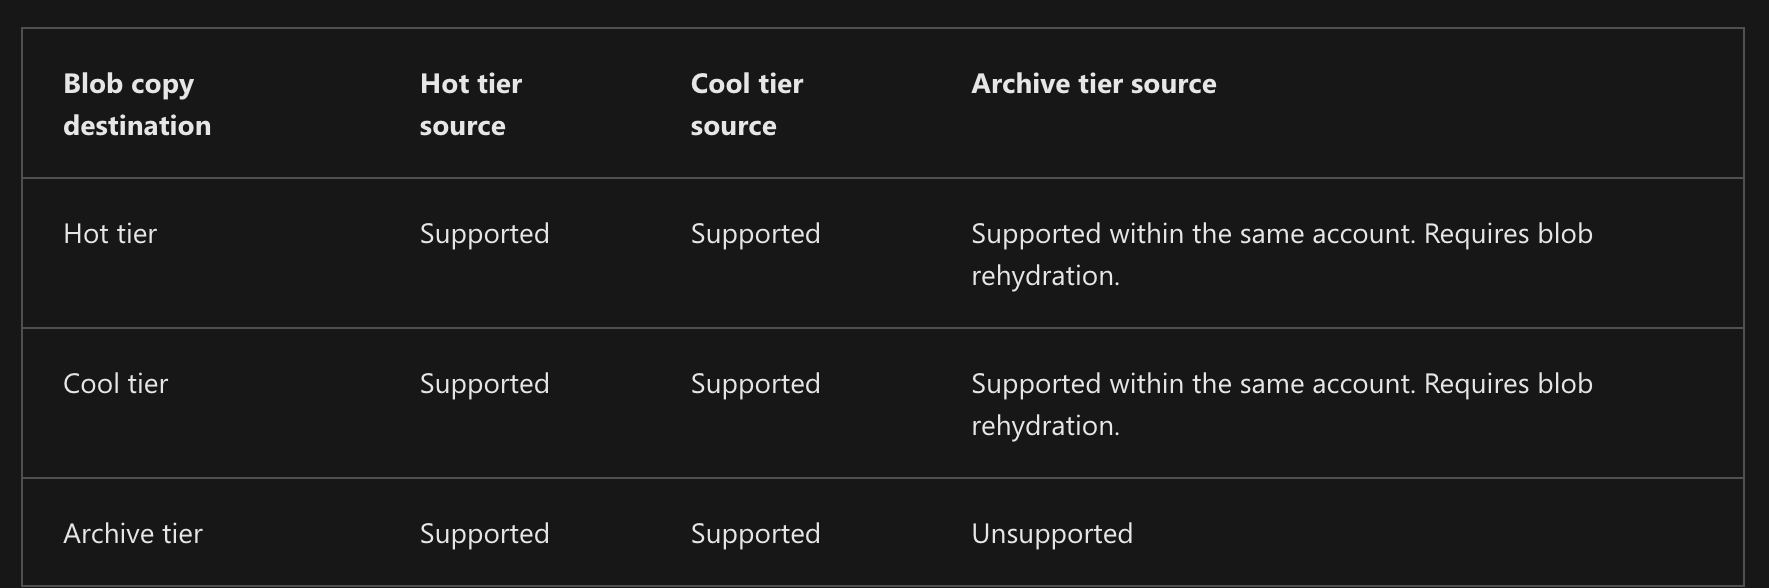 Blob copy destination
Hot tier source
Cool tier source
Archive tier source
Hot tier
Supported
Supported
Supported within the same account. Requires blob
rehydration.
Cool tier
Supported
Supported
Supported within the same account. Requires blob
rehydration.
Archive tier
Supported
Supported
Unsupported